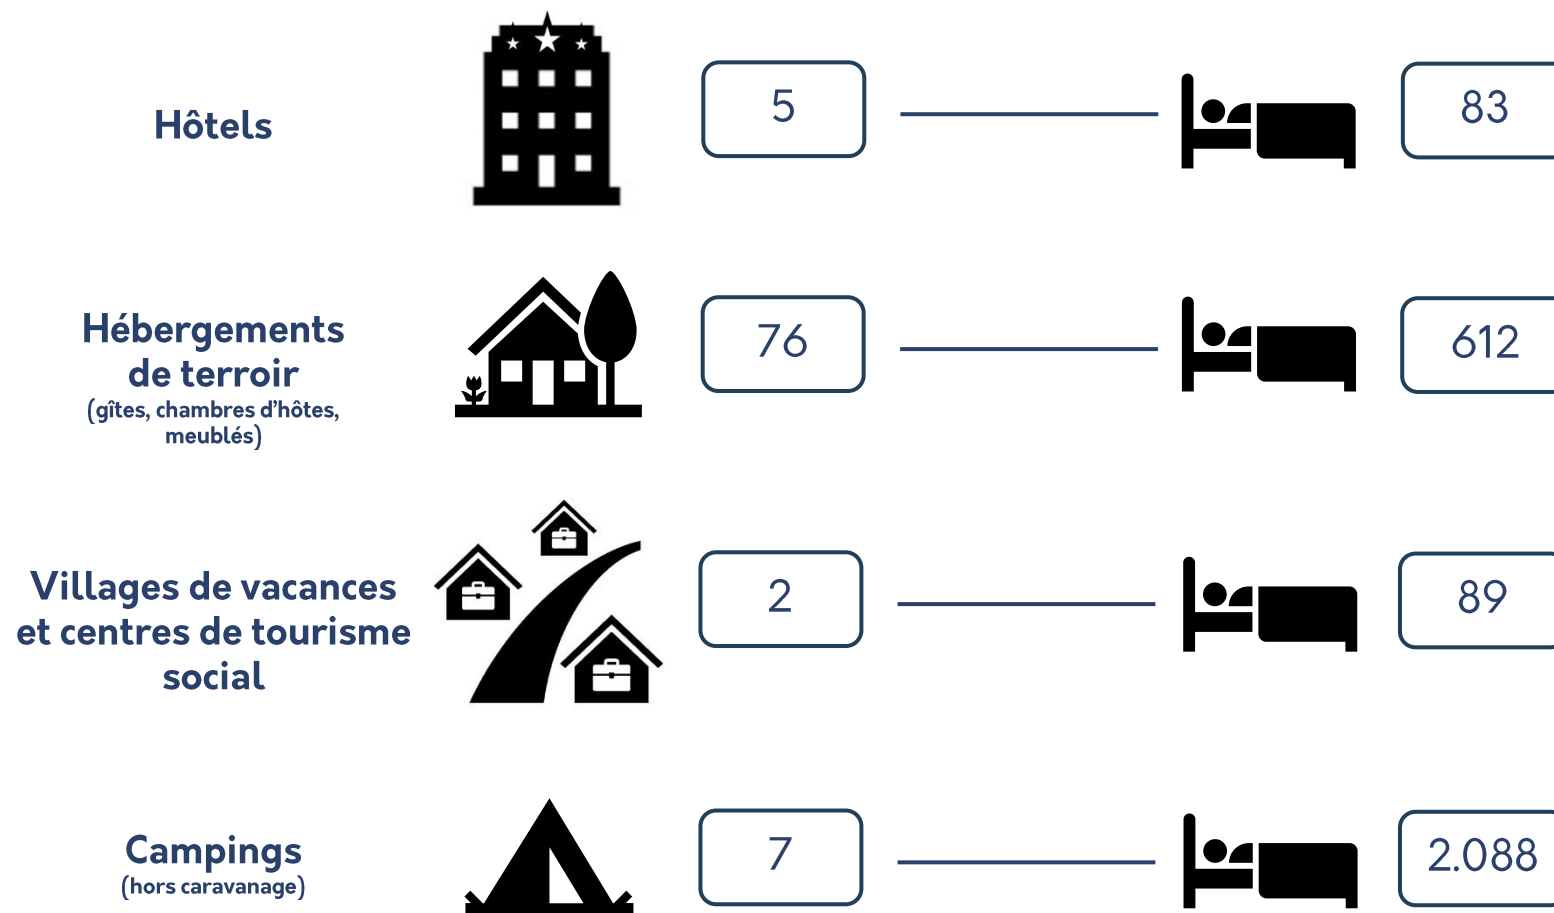 Hôtels
5
83
Hébergements
de terroir
(gîtes, chambres d'hôtes,
meublés)
76
612
Villages de vacances
et centres de tourisme
social
2
89
Campings
(hors caravanage)
7
2.088